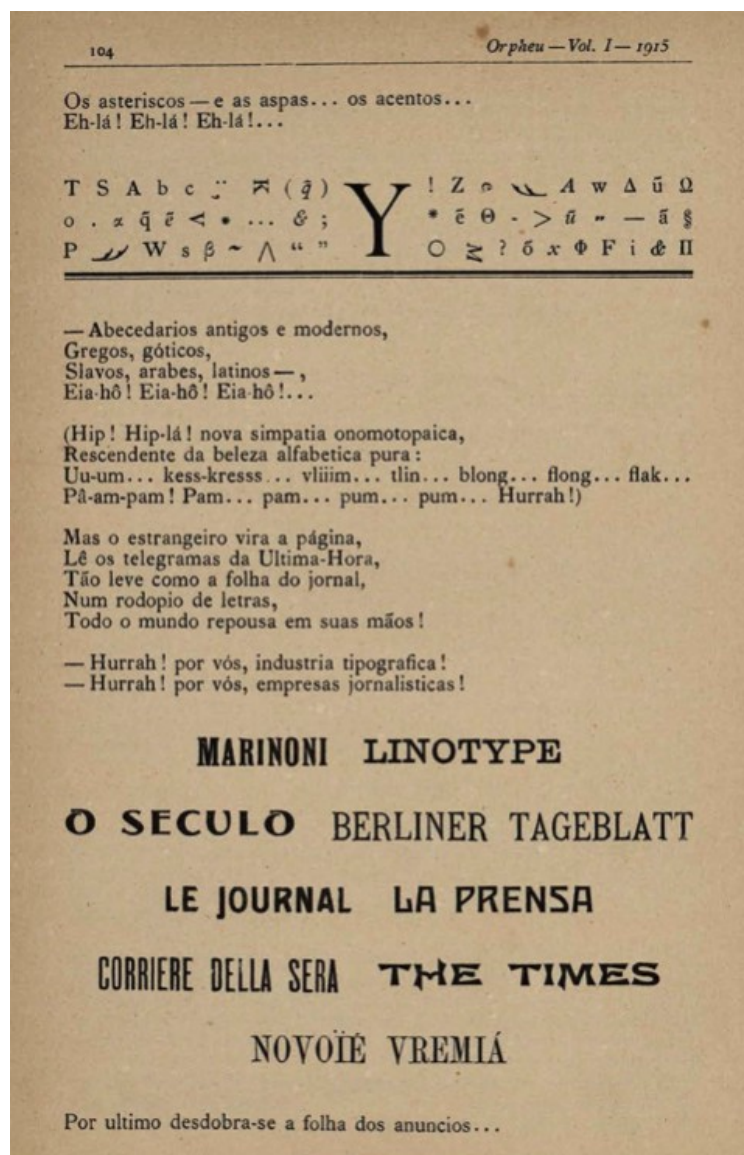 104 Orpheu — Vol. I — 1915
Os asteriscos — e as aspas... os acentos...
Eh-lá! Eh-lá! Eh-lá!...
T S A b c ( q̃ ) Y ! Z A w Δ ű Ω
o . q̃ ẽ < • ... & ; * ẽ Θ - > ű — ã §
P W s β ~ ⋀ “ ” O ≥ ? õ x Φ F i & Π
— Abecedarios antigos e modernos,
Gregos, góticos,
Slavos, arabes, latinos — ,
Eia-hô! Eia-hô! Eia-hô!...
(Hip! Hip-lá! nova simpatia onomotopaica,
Rescendente da beleza alfabetica pura:
Uu-um... kess-kresss... vliiim... tlin... blong... flong... flak...
Pâ-am-pam! Pam... pam... pum... pum... Hurrah!)
Mas o estrangeiro vira a página,
Lê os telegramas da Ultima-Hora,
Tão leve como a folha do jornal,
Num rodopio de letras,
Todo o mundo repousa em suas mãos!
— Hurrah! por vós, industria tipografica!
— Hurrah! por vós, empresas jornalisticas!
MARINONI LINOTYPE
O SECULO BERLINER TAGEBLATT
LE JOURNAL LA PRENSA
CORRIERE DELLA SERA THE TIMES
NOVOÏÉ VREMIÁ
Por ultimo desdobra-se a folha dos anuncios...